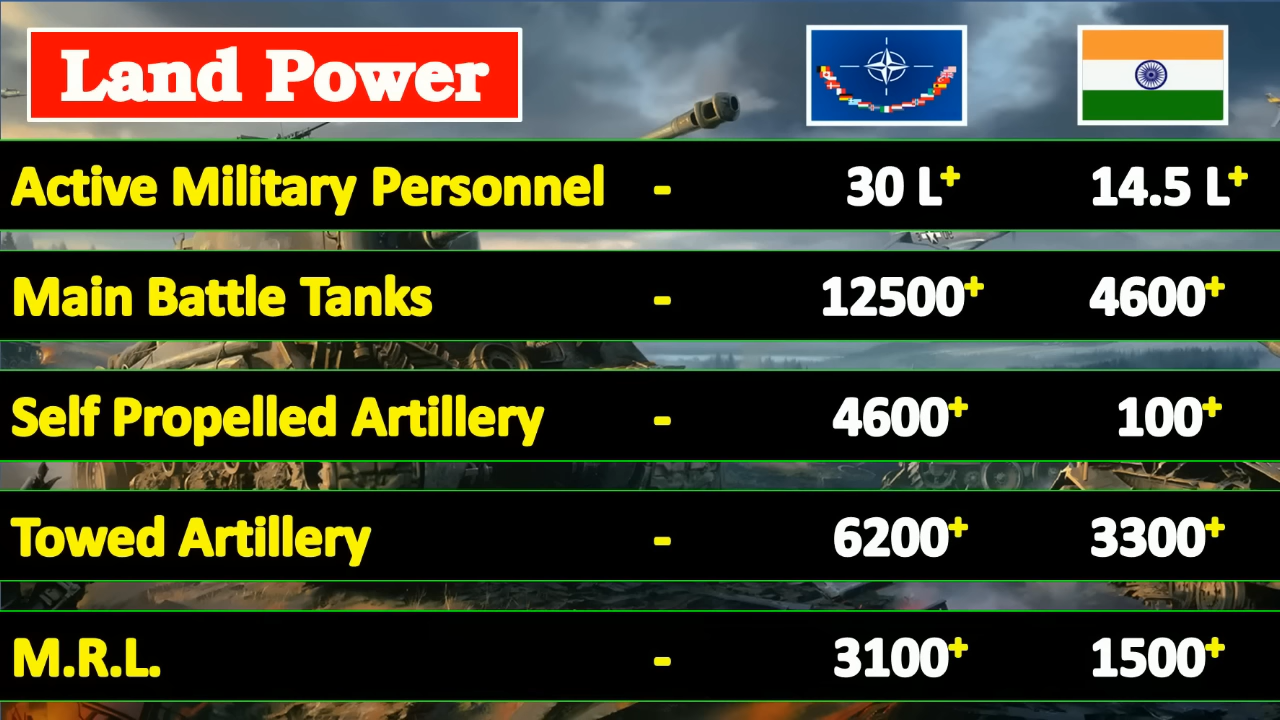 Land Power
Active Military Personnel - 30 L+ 14.5 L+
Main Battle Tanks - 12500+ 4600+
Self Propelled Artillery - 4600+ 100+
Towed Artillery - 6200+ 3300+
M.R.L. - 3100+ 1500+